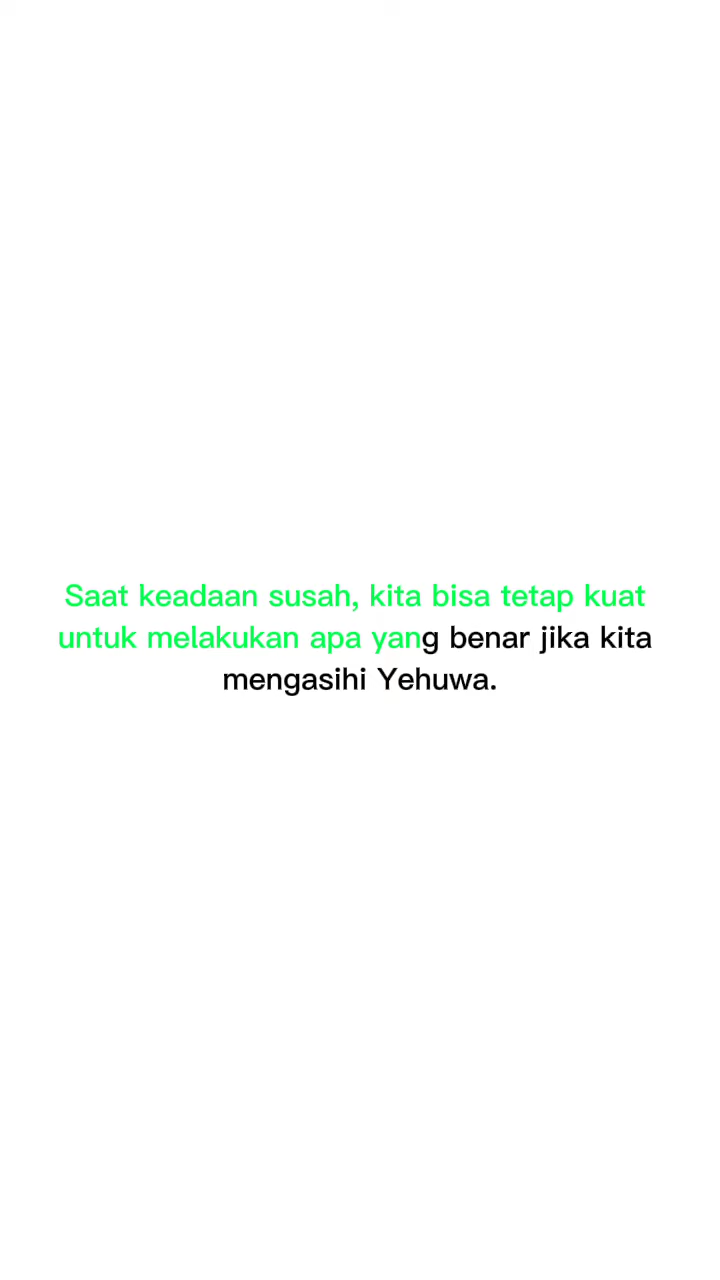 Saat keadaan susah, kita bisa tetap kuat
untuk melakukan apa yang benar jika kita
mengasihi Yehuwa.